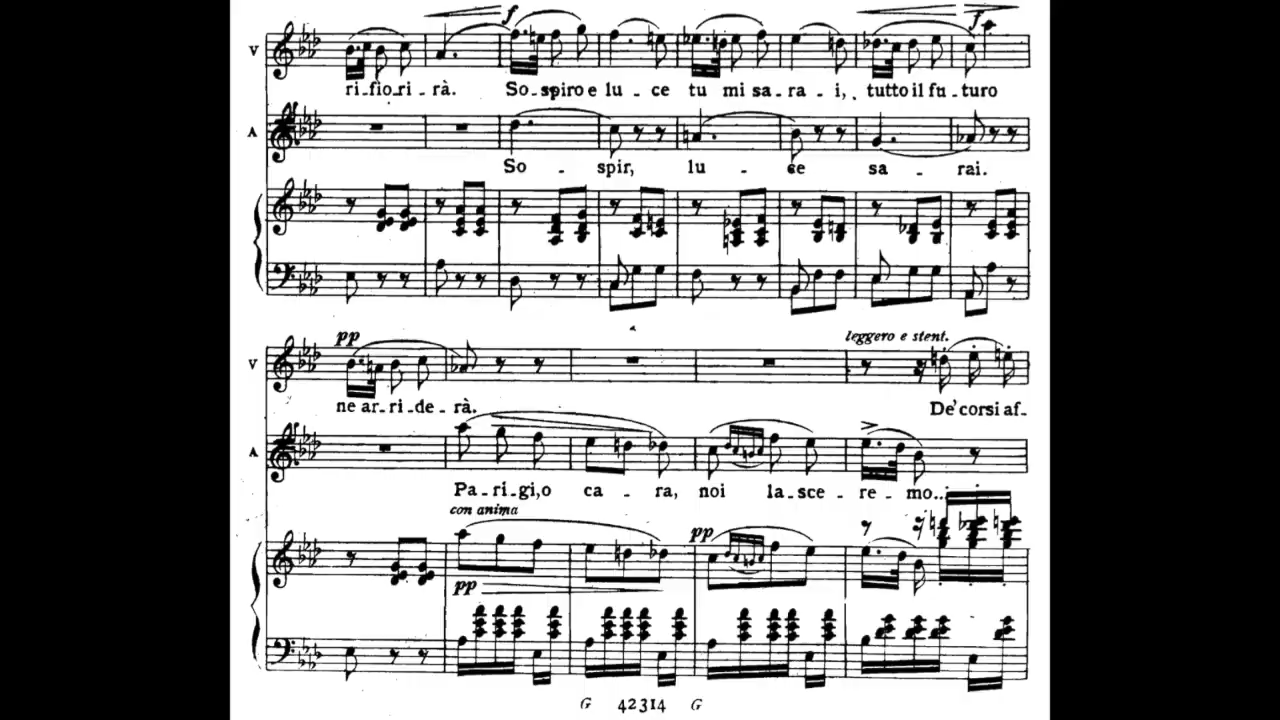 f f
V
ri-fio-ri-rà. So-spiro e lu-ce tu mi sa-ra-i, tutto il fu-turo
A
So-spir, lu-ce sa-rai.
pp leggero e stent.
V
ne ar-ri-de-rà. De' corsi af-
A
Pa-ri-gi, o ca-ra, noi la-sce-re-mo...
con anima
pp pp
G 42314 G